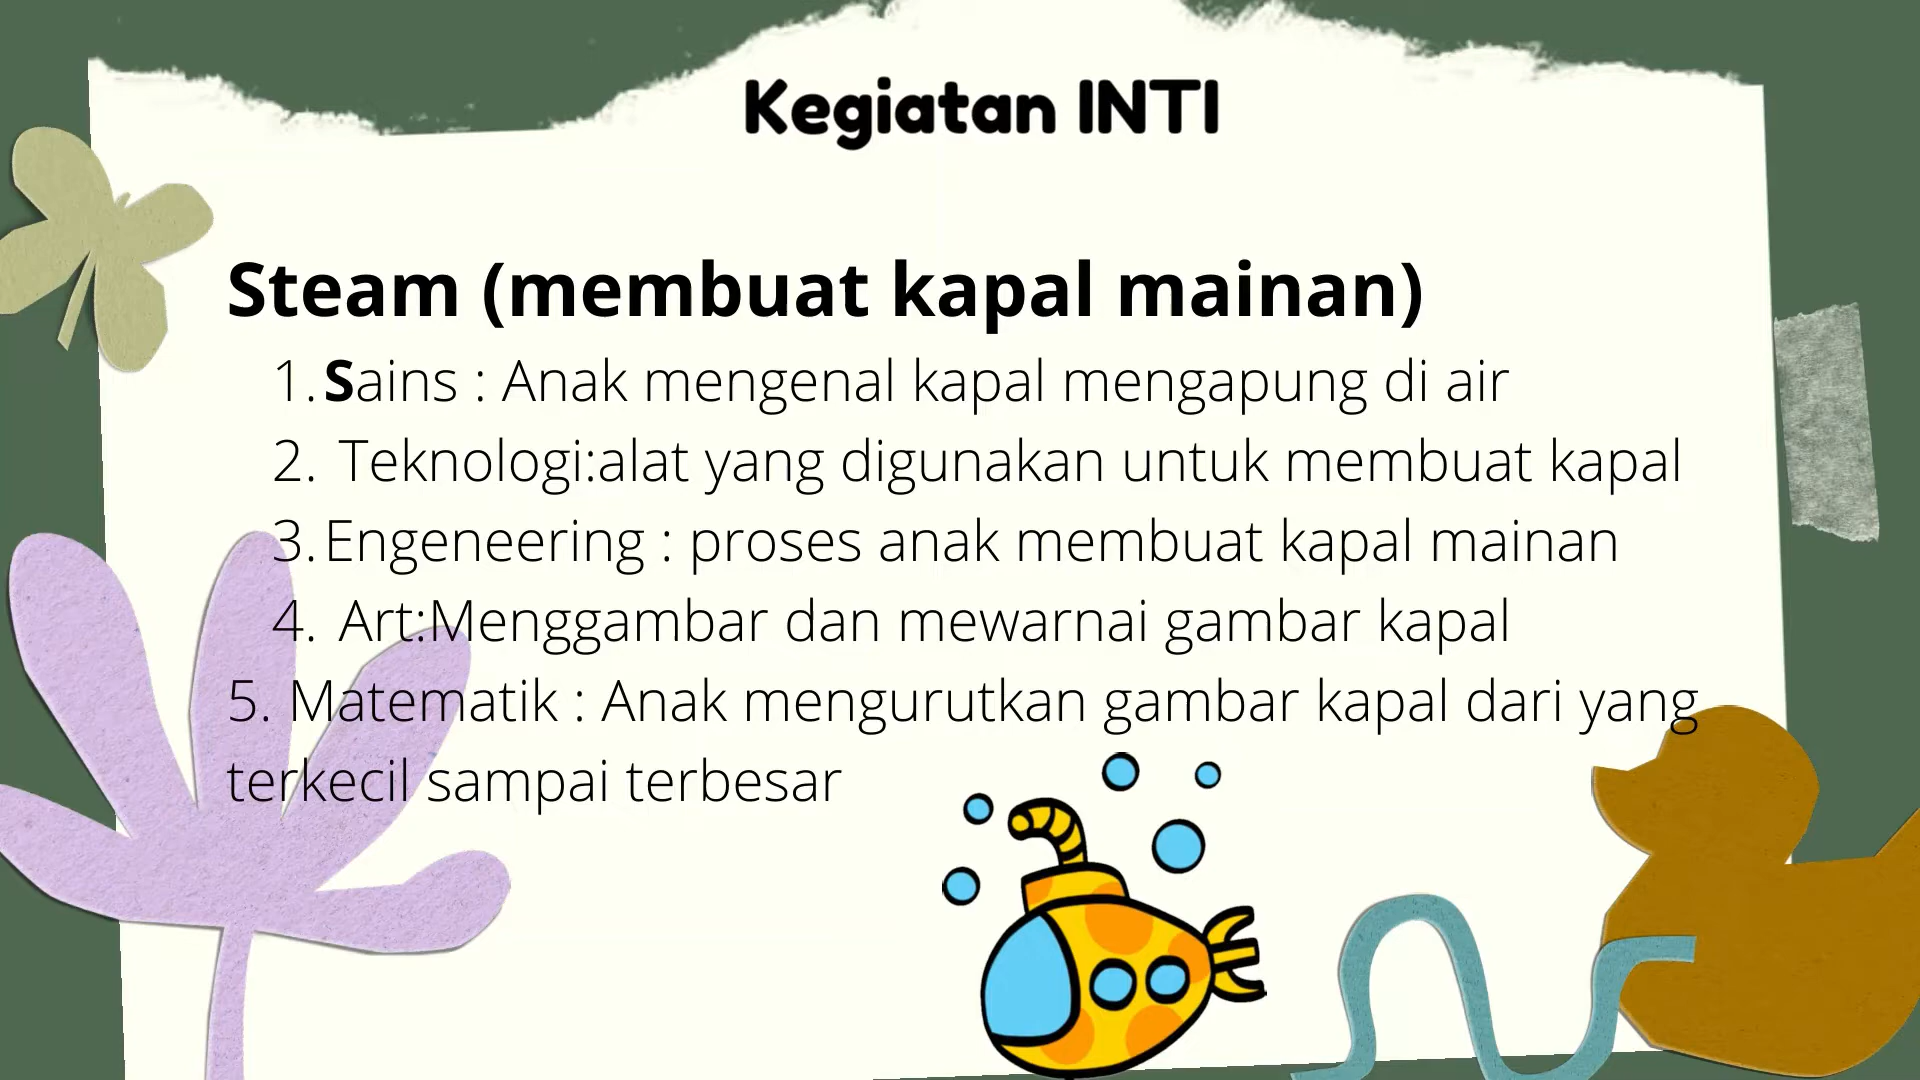 Kegiatan INTI
Steam (membuat kapal mainan)
1. Sains : Anak mengenal kapal mengapung di air
2. Teknologi:alat yang digunakan untuk membuat kapal
3. Engeneering : proses anak membuat kapal mainan
4. Art:Menggambar dan mewarnai gambar kapal
5. Matematik : Anak mengurutkan gambar kapal dari yang
terkecil sampai terbesar